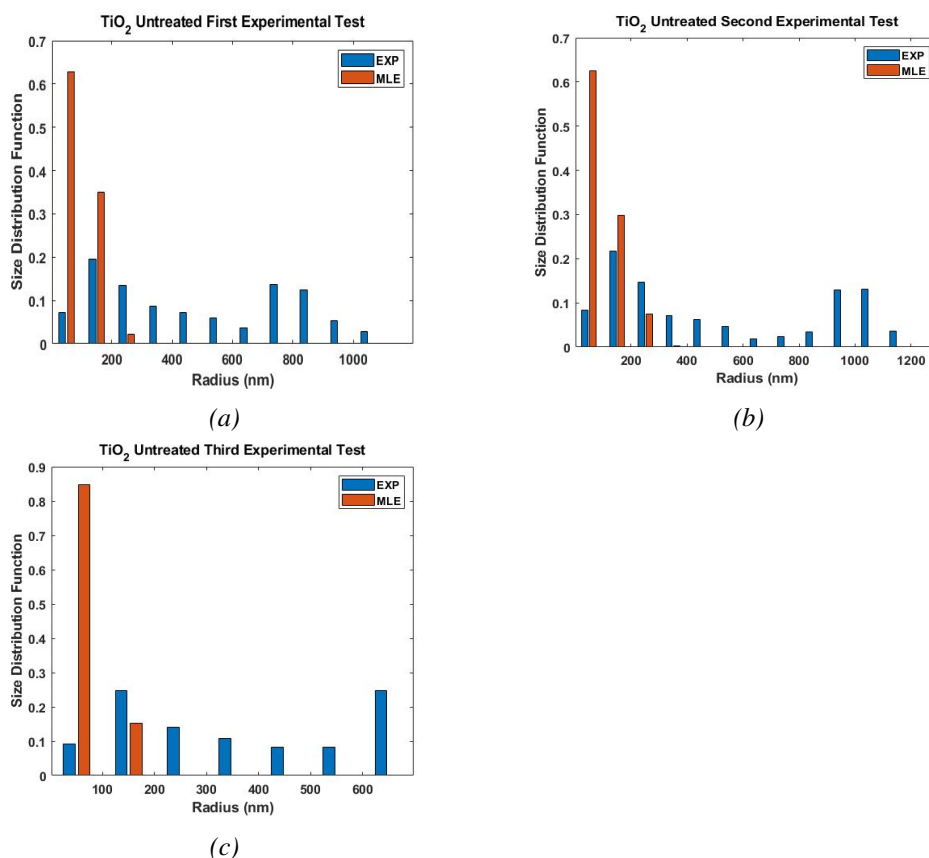 TiO2 Untreated First Experimental Test
Size Distribution Function
0.7
0.6
0.5
0.4
0.3
0.2
0.1
0
EXP
MLE
200 400 600 800 1000
Radius (nm)
(a)
TiO2 Untreated Second Experimental Test
Size Distribution Function
0.7
0.6
0.5
0.4
0.3
0.2
0.1
0
EXP
MLE
200 400 600 800 1000 1200
Radius (nm)
(b)
TiO2 Untreated Third Experimental Test
Size Distribution Function
0.9
0.8
0.7
0.6
0.5
0.4
0.3
0.2
0.1
0
EXP
MLE
100 200 300 400 500 600
Radius (nm)
(c)